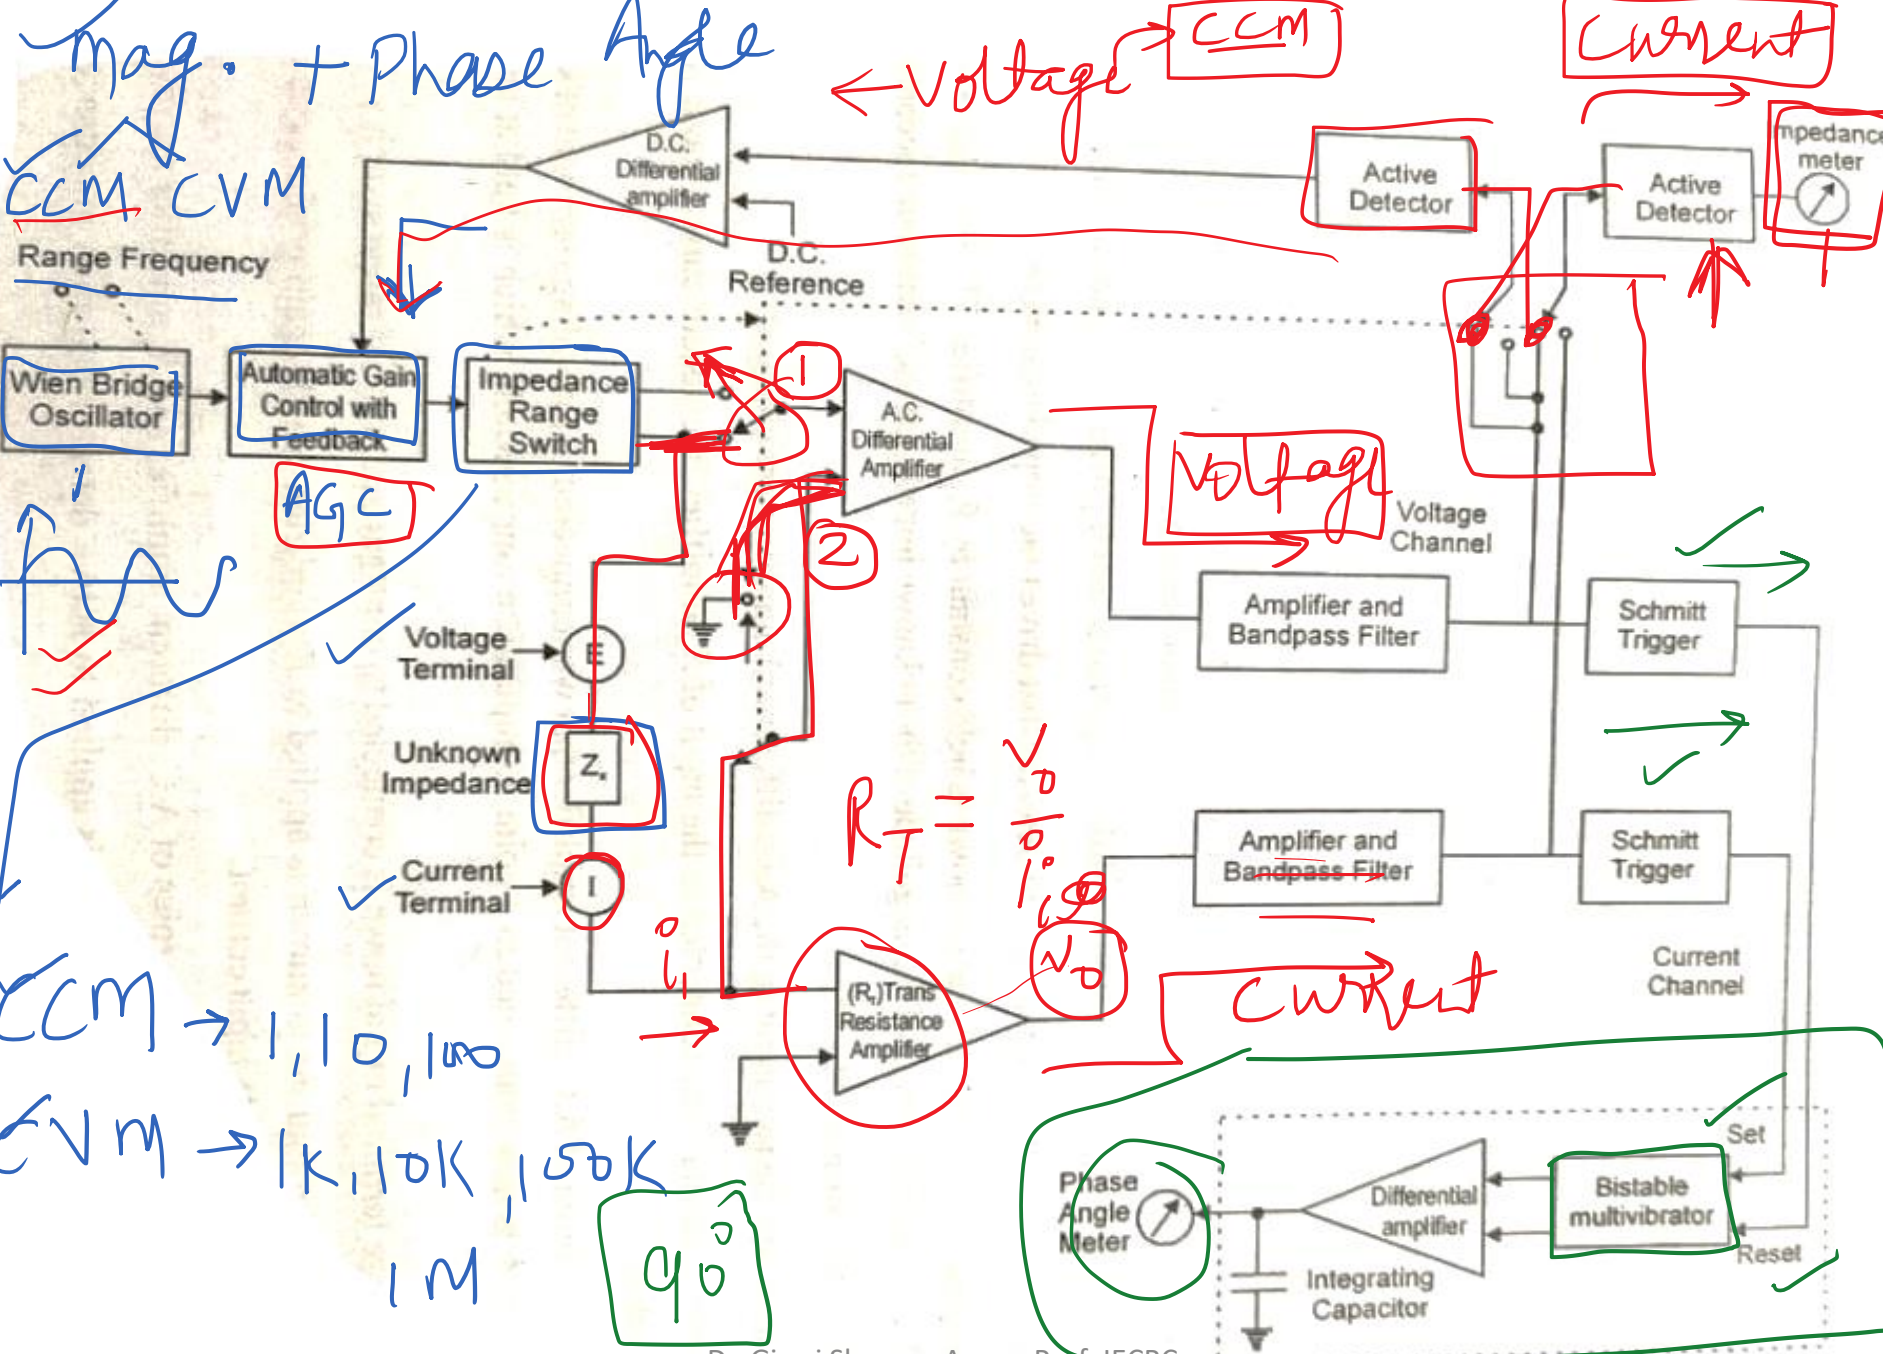 Mag. + Phase Angle
CCM CVM
← Voltage → CCM
Current
D.C.
Differential
amplifier
Active
Detector
Active
Detector
Impedance
meter
Range Frequency
D.C.
Reference
Wien Bridge
Oscillator
Automatic Gain
Control with
Feedback
Impedance
Range
Switch
1
A.C.
Differential
Amplifier
AGC
Voltage
2
Voltage
Channel
Voltage
Terminal
E
Amplifier and
Bandpass Filter
Schmitt
Trigger
Unknown
Impedance
Zx
RT = v0
i1
Current
Terminal
I
Amplifier and
Bandpass Filter
Schmitt
Trigger
i1
v0
(Rt)Trans
Resistance
Amplifier
Current
Current
Channel
CCM → 1, 10, 100
CVM → 1K, 10K, 100K
1M
90°
Set
Phase
Angle
Meter
Differential
amplifier
Bistable
multivibrator
Reset
Integrating
Capacitor